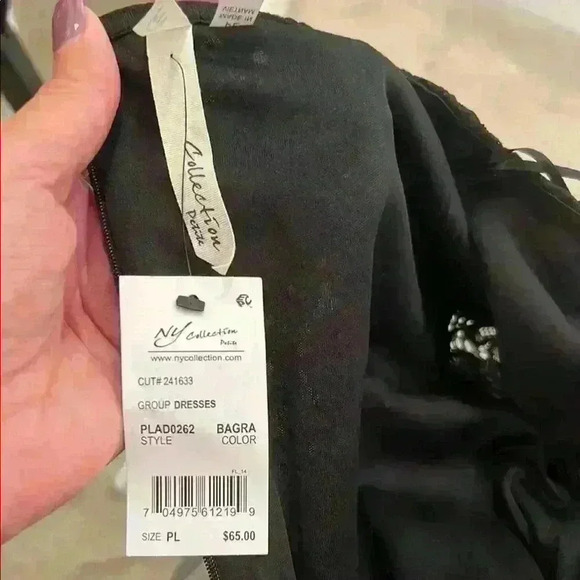 Collection
Petite
NY Collection
Petite
www.nycollection.com
CUT# 241633
GROUP DRESSES
PLAD0262 BAGRA
STYLE COLOR
FL_14
7 04975 61219 9
SIZE PL $65.00